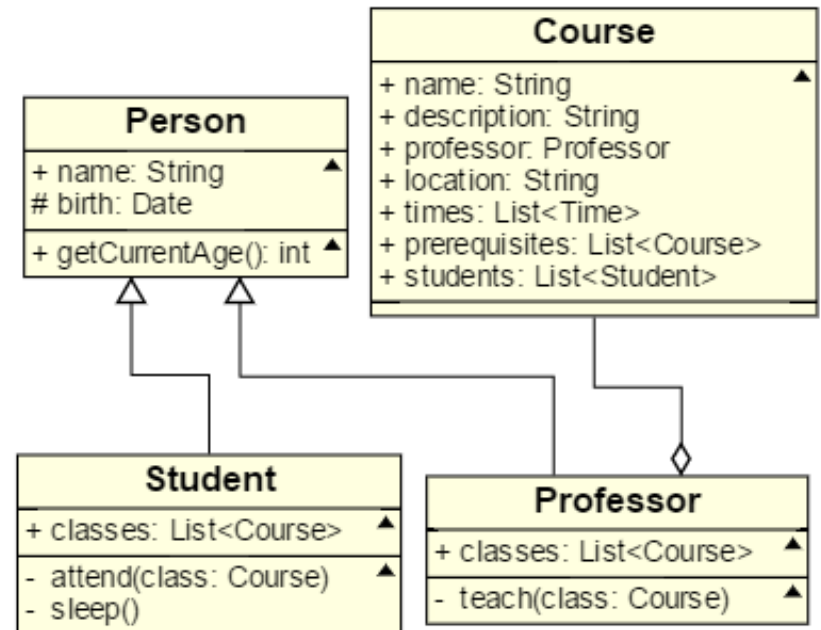 Person
+ name: String
# birth: Date
+ getCurrentAge(): int
Course
+ name: String
+ description: String
+ professor: Professor
+ location: String
+ times: List<Time>
+ prerequisites: List<Course>
+ students: List<Student>
Student
+ classes: List<Course>
- attend(class: Course)
- sleep()
Professor
+ classes: List<Course>
- teach(class: Course)